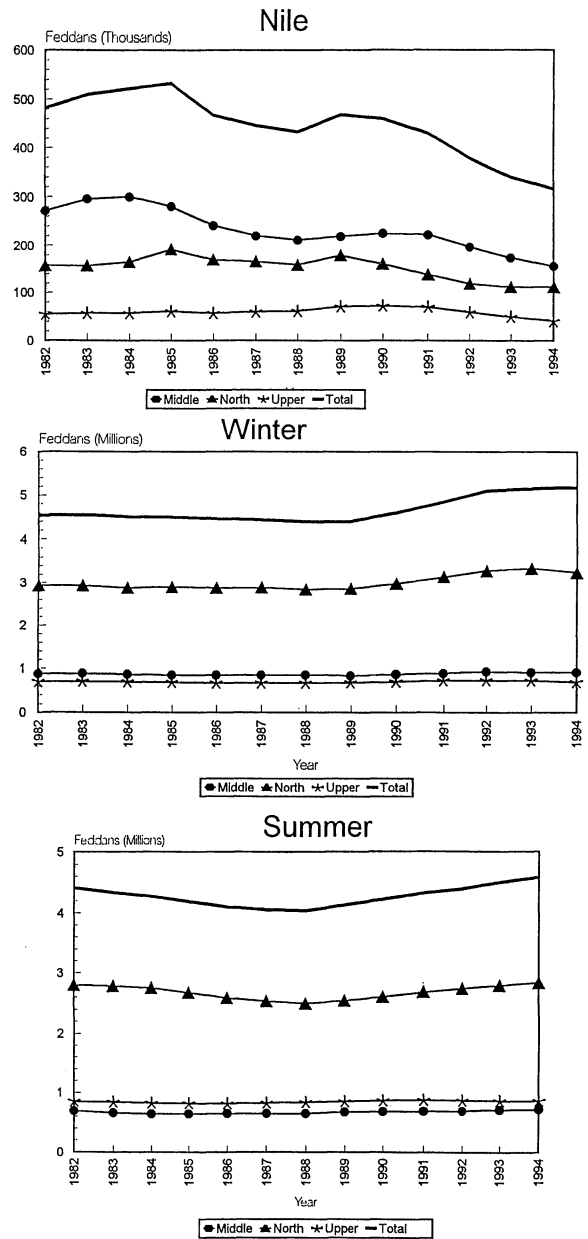 Nile
Feddans (Thousands)
600
500
400
300
200
100
0
1982 1983 1984 1985 1986 1987 1988 1989 1990 1991 1992 1993 1994
Middle North Upper Total
Winter
Feddans (Millions)
6
5
4
3
2
1
0
1982 1983 1984 1985 1986 1987 1988 1989 1990 1991 1992 1993 1994
Year
Middle North Upper Total
Summer
Feddans (Millions)
5
4
3
2
1
0
1982 1983 1984 1985 1986 1987 1988 1989 1990 1991 1992 1993 1994
Year
Middle North Upper Total